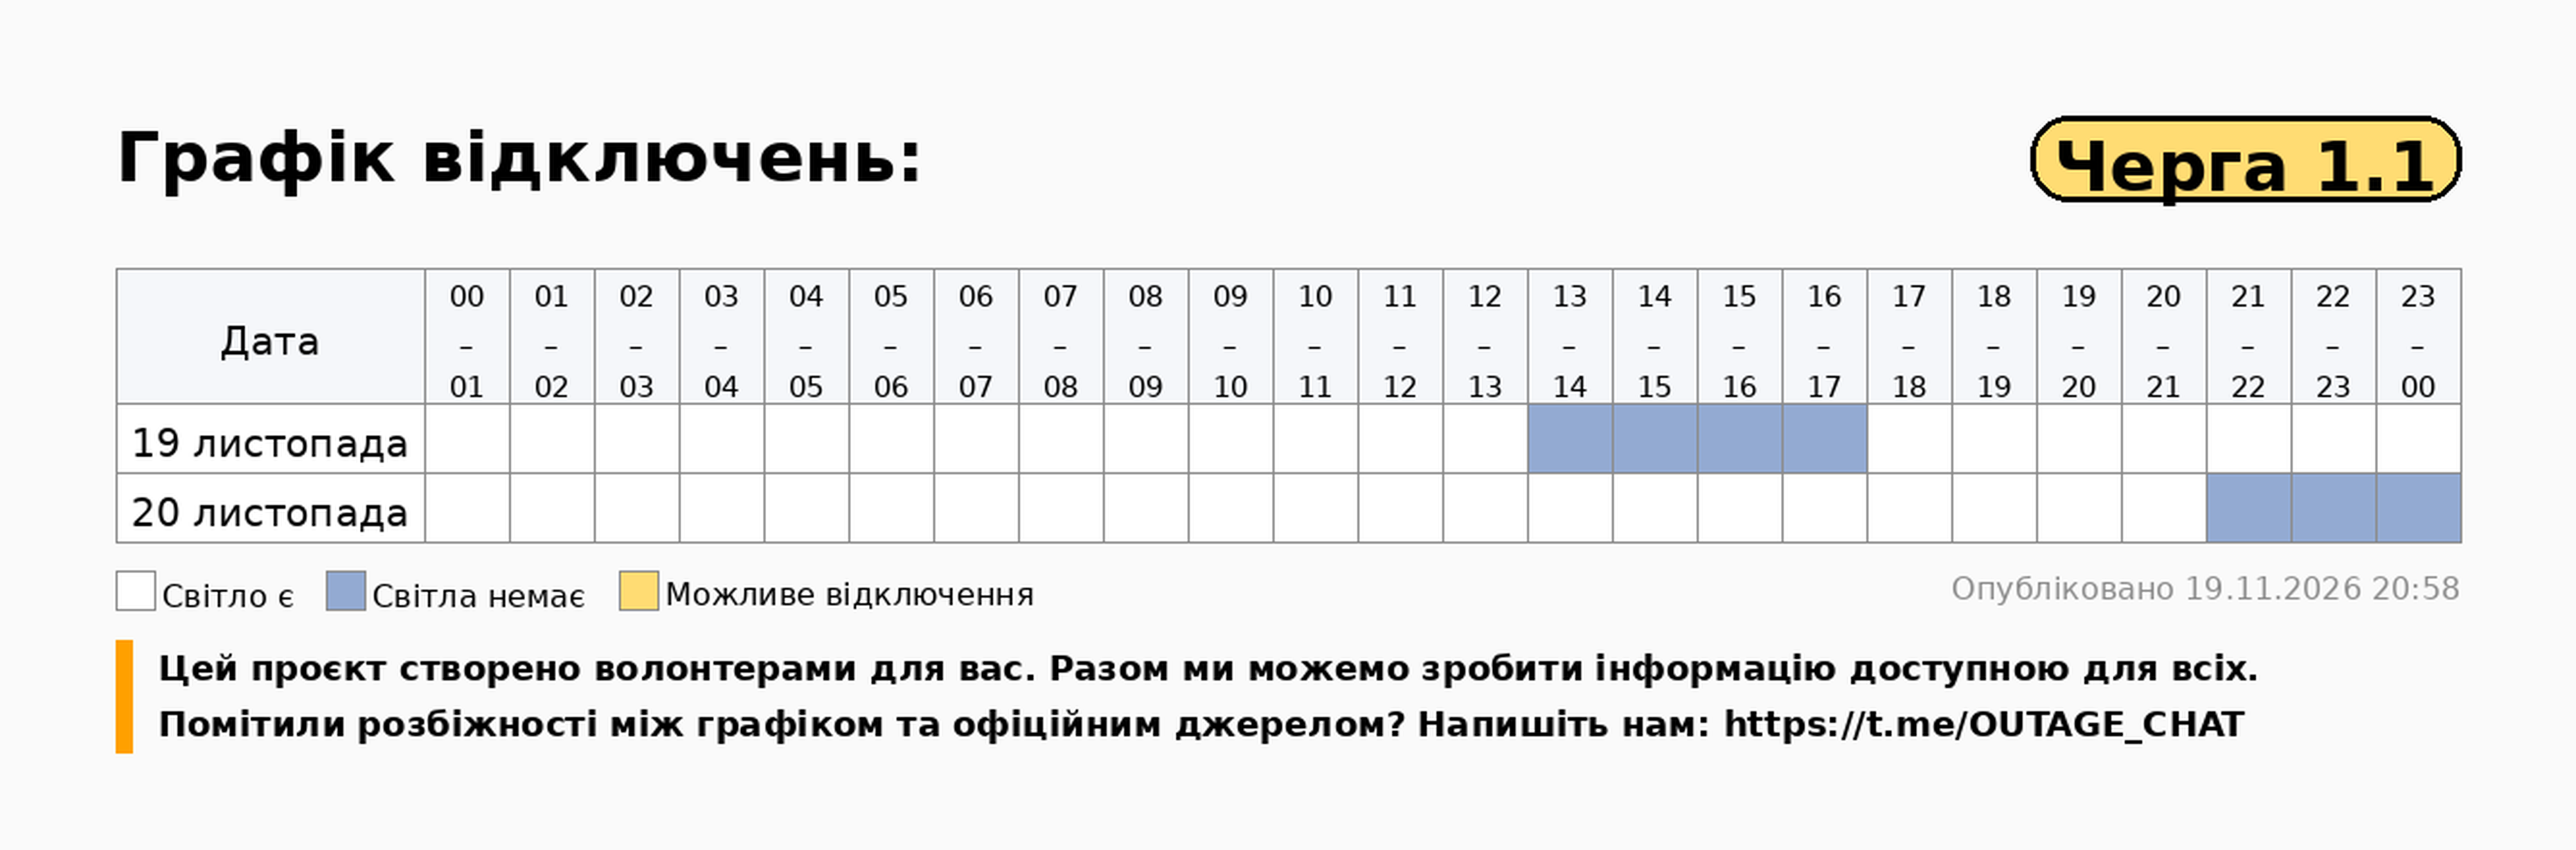 Графік відключень:
Черга 1.1
Дата
00 – 01
01 – 02
02 – 03
03 – 04
04 – 05
05 – 06
06 – 07
07 – 08
08 – 09
09 – 10
10 – 11
11 – 12
12 – 13
13 – 14
14 – 15
15 – 16
16 – 17
17 – 18
18 – 19
19 – 20
20 – 21
21 – 22
22 – 23
23 – 00
19 листопада
20 листопада
Світло є
Світла немає
Можливе відключення
Опубліковано 19.11.2026 20:58
Цей проєкт створено волонтерами для вас. Разом ми можемо зробити інформацію доступною для всіх.
Помітили розбіжності між графіком та офіційним джерелом? Напишіть нам: https://t.me/OUTAGE_CHAT